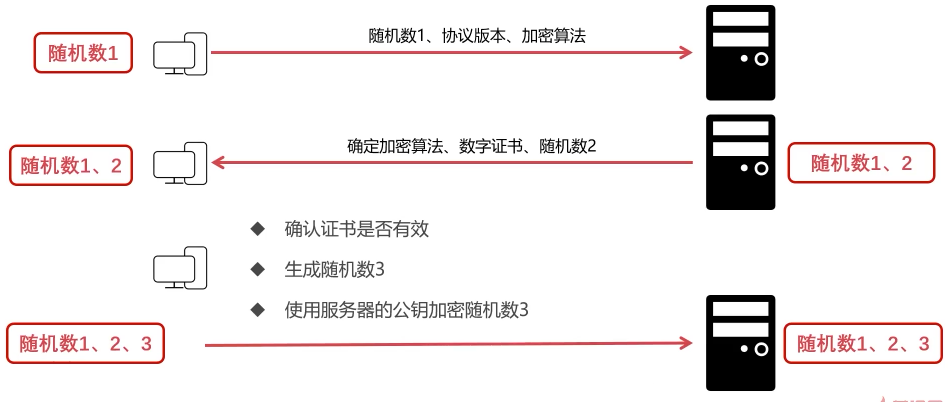 随机数1、协议版本、加密算法
随机数1
确定加密算法、数字证书、随机数2
随机数1、2
随机数1、2
确认证书是否有效
生成随机数3
使用服务器的公钥加密随机数3
随机数1、2、3
随机数1、2、3